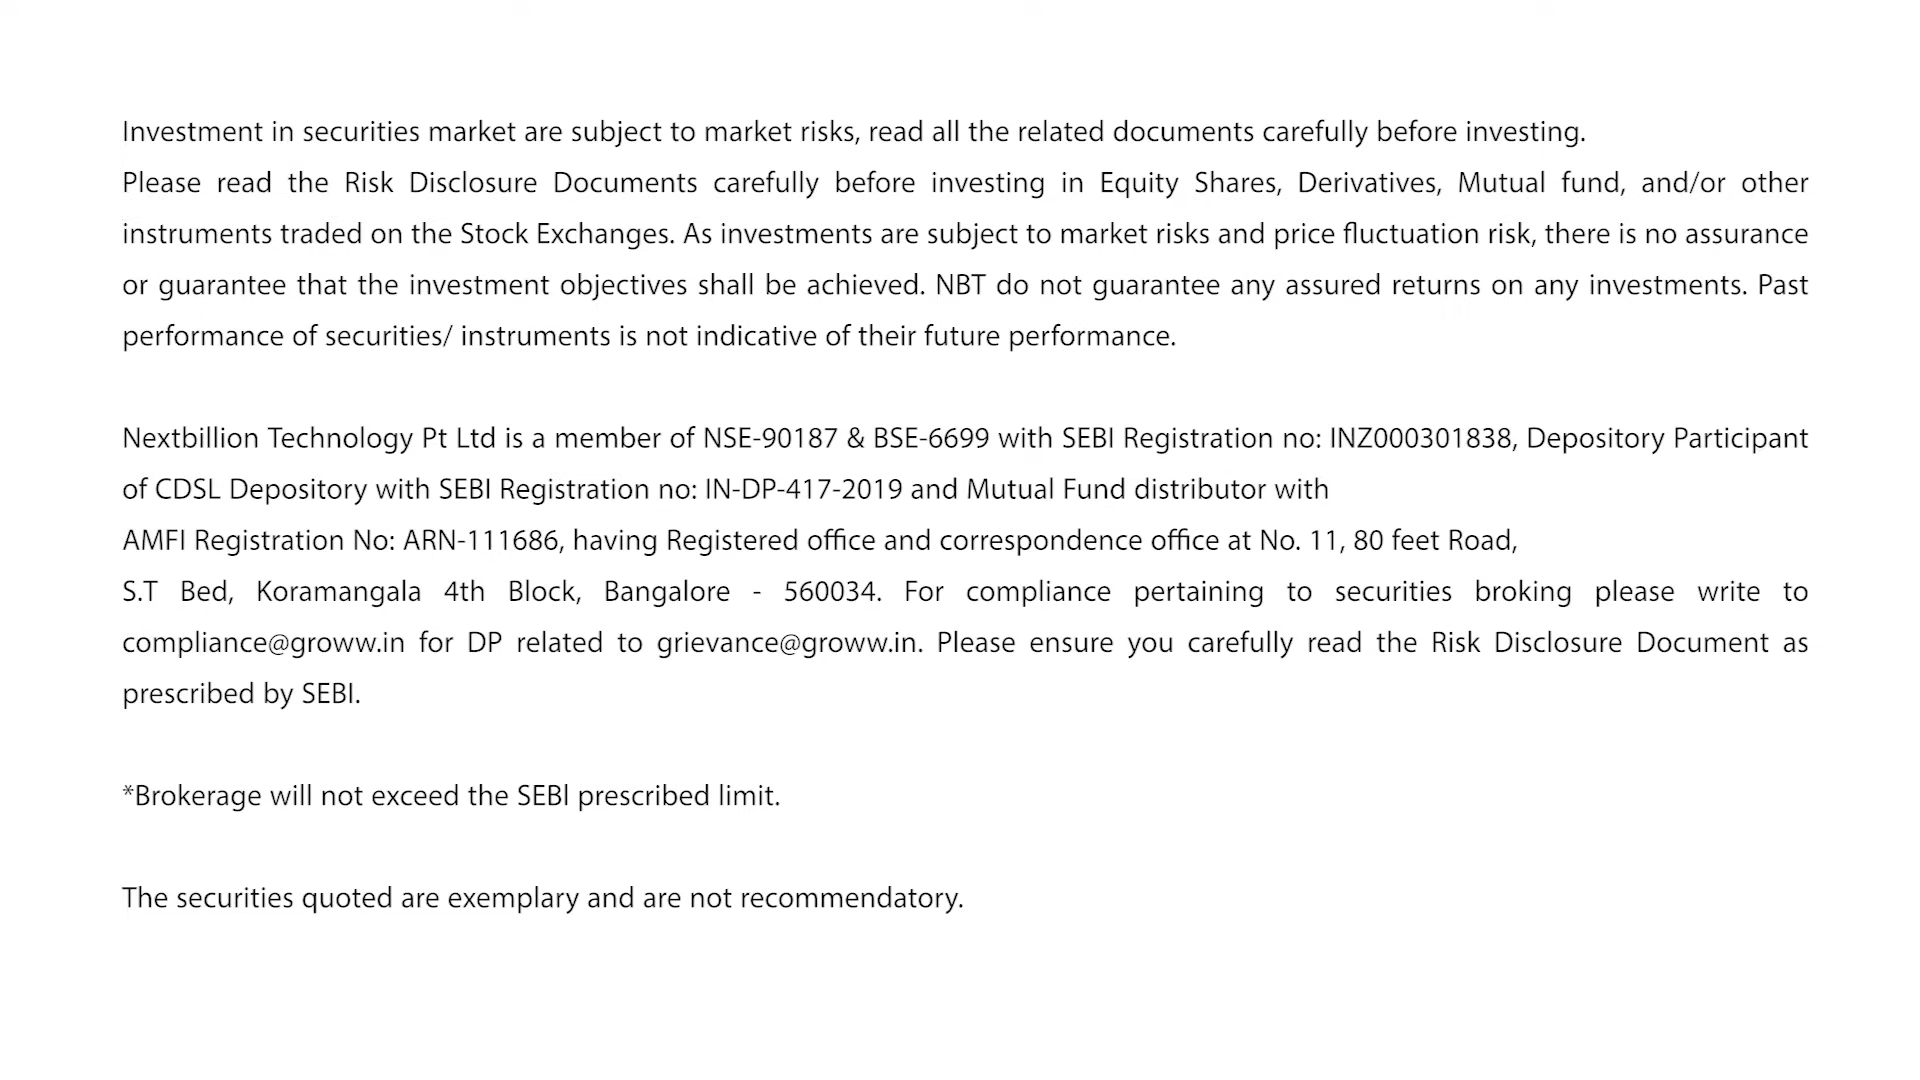 Investment in securities market are subject to market risks, read all the related documents carefully before investing.
Please read the Risk Disclosure Documents carefully before investing in Equity Shares, Derivatives, Mutual fund, and/or other
instruments traded on the Stock Exchanges. As investments are subject to market risks and price fluctuation risk, there is no assurance
or guarantee that the investment objectives shall be achieved. NBT do not guarantee any assured returns on any investments. Past
performance of securities/ instruments is not indicative of their future performance.
Nextbillion Technology Pt Ltd is a member of NSE-90187 & BSE-6699 with SEBI Registration no: INZ000301838, Depository Participant
of CDSL Depository with SEBI Registration no: IN-DP-417-2019 and Mutual Fund distributor with
AMFI Registration No: ARN-111686, having Registered office and correspondence office at No. 11, 80 feet Road,
S.T Bed, Koramangala 4th Block, Bangalore - 560034. For compliance pertaining to securities broking please write to
compliance@groww.in for DP related to grievance@groww.in. Please ensure you carefully read the Risk Disclosure Document as
prescribed by SEBI.
*Brokerage will not exceed the SEBl prescribed limit.
The securities quoted are exemplary and are not recommendatory.